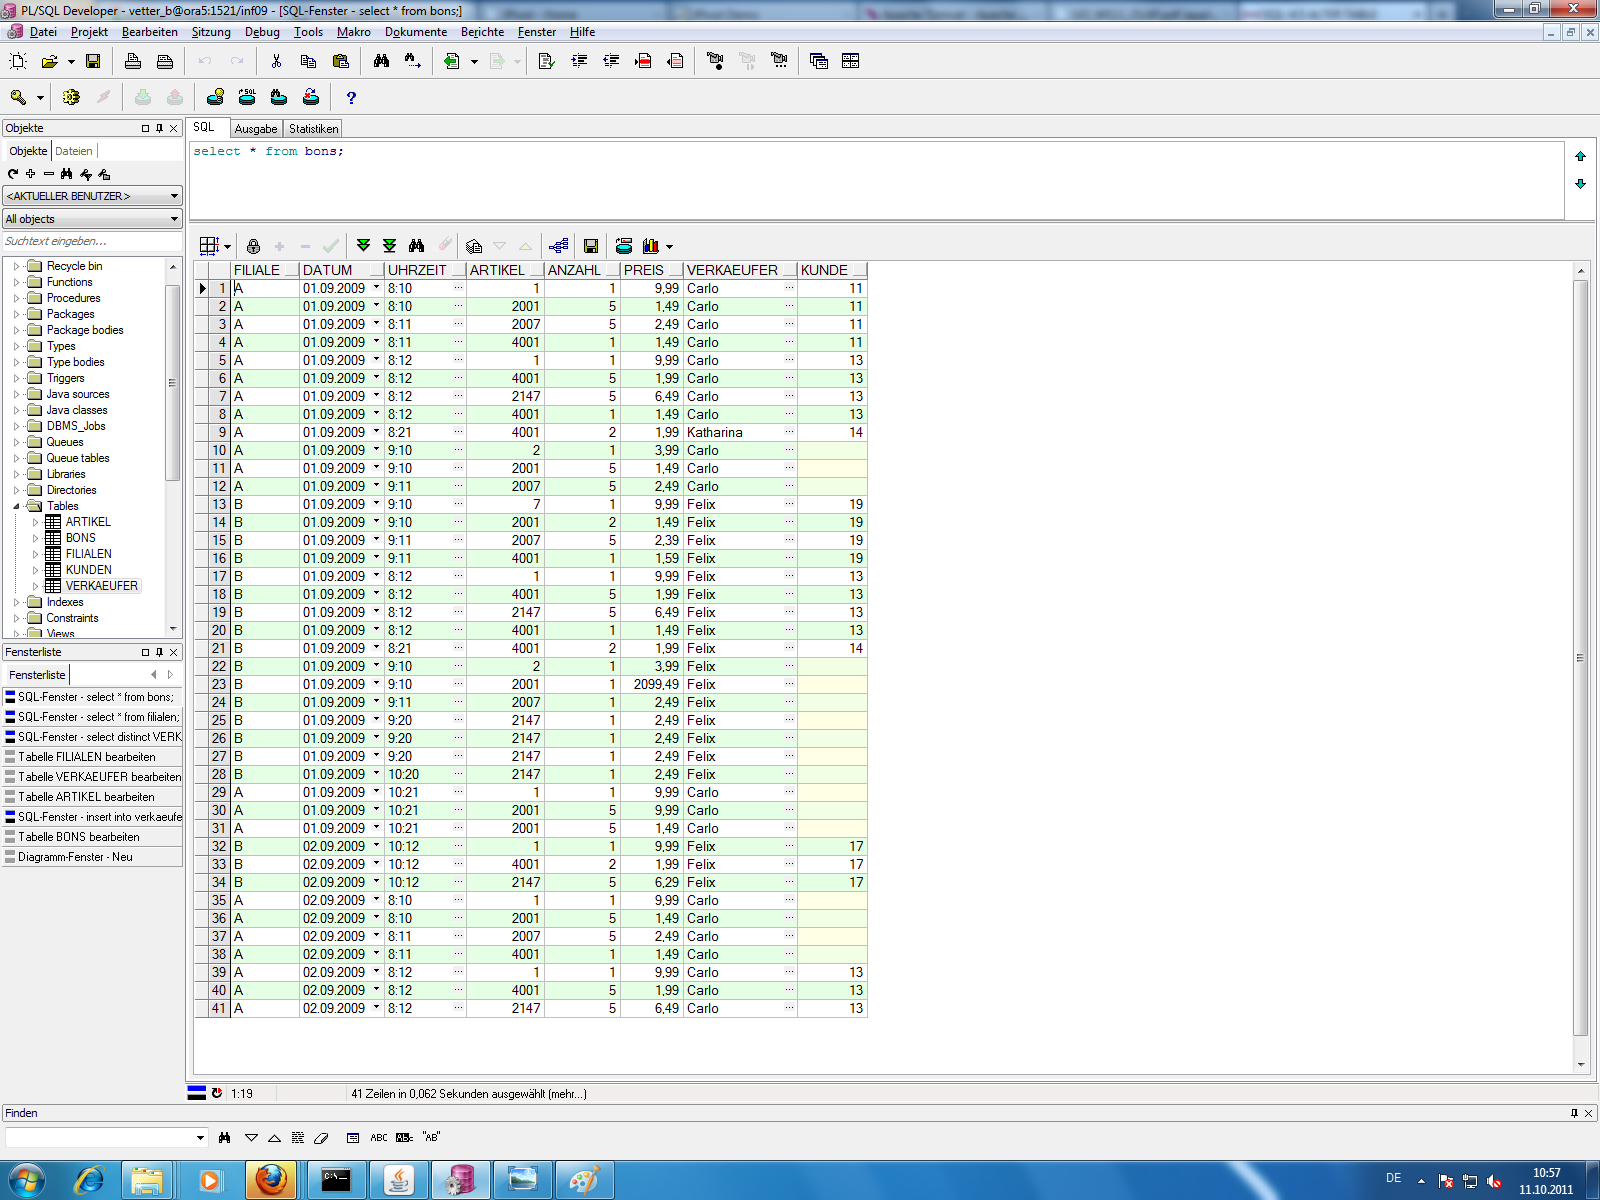 PL/SQL Developer - vetter_b@ora5:1521/inf09 - [SQL-Fenster - select * from bons;]
Datei Projekt Bearbeiten Sitzung Debug Tools Makro Dokumente Berichte Fenster Hilfe
Objekte
Objekte Dateien
<AKTUELLER BENUTZER>
All objects
Suchtext eingeben...
Recycle bin
Functions
Procedures
Packages
Package bodies
Types
Type bodies
Triggers
Java sources
Java classes
DBMS_Jobs
Queues
Queue tables
Libraries
Directories
Tables
ARTIKEL
BONS
FILIALEN
KUNDEN
VERKAEUFER
Indexes
Constraints
Views
Fensterliste
Fensterliste
SQL-Fenster - select * from bons;
SQL-Fenster - select * from filialen;
SQL-Fenster - select distinct VERK
Tabelle FILIALEN bearbeiten
Tabelle VERKAEUFER bearbeiten
Tabelle ARTIKEL bearbeiten
SQL-Fenster - insert into verkaeufe
Tabelle BONS bearbeiten
Diagramm-Fenster - Neu
SQL Ausgabe Statistiken
select * from bons;
FILIALE DATUM UHRZEIT ARTIKEL ANZAHL PREIS VERKAEUFER KUNDE
1 A 01.09.2009 8:10 1 1 9,99 Carlo 11
2 A 01.09.2009 8:10 2001 5 1,49 Carlo 11
3 A 01.09.2009 8:11 2007 5 2,49 Carlo 11
4 A 01.09.2009 8:11 4001 1 1,49 Carlo 11
5 A 01.09.2009 8:12 1 1 9,99 Carlo 13
6 A 01.09.2009 8:12 4001 5 1,99 Carlo 13
7 A 01.09.2009 8:12 2147 5 6,49 Carlo 13
8 A 01.09.2009 8:12 4001 1 1,49 Carlo 13
9 A 01.09.2009 8:21 4001 2 1,99 Katharina 14
10 A 01.09.2009 9:10 2 1 3,99 Carlo
11 A 01.09.2009 9:10 2001 5 1,49 Carlo
12 A 01.09.2009 9:11 2007 5 2,49 Carlo
13 B 01.09.2009 9:10 7 1 9,99 Felix 19
14 B 01.09.2009 9:10 2001 2 1,49 Felix 19
15 B 01.09.2009 9:11 2007 5 2,39 Felix 19
16 B 01.09.2009 9:11 4001 1 1,59 Felix 19
17 B 01.09.2009 8:12 1 1 9,99 Felix 13
18 B 01.09.2009 8:12 4001 5 1,99 Felix 13
19 B 01.09.2009 8:12 2147 5 6,49 Felix 13
20 B 01.09.2009 8:12 4001 1 1,49 Felix 13
21 B 01.09.2009 8:21 4001 2 1,99 Felix 14
22 B 01.09.2009 9:10 2 1 3,99 Felix
23 B 01.09.2009 9:10 2001 1 2099,49 Felix
24 B 01.09.2009 9:11 2007 1 2,49 Felix
25 B 01.09.2009 9:20 2147 1 2,49 Felix
26 B 01.09.2009 9:20 2147 1 2,49 Felix
27 B 01.09.2009 9:20 2147 1 2,49 Felix
28 B 01.09.2009 10:20 2147 1 2,49 Felix
29 A 01.09.2009 10:21 1 1 9,99 Carlo
30 A 01.09.2009 10:21 2001 5 9,99 Carlo
31 A 01.09.2009 10:21 2001 5 1,49 Carlo
32 B 02.09.2009 10:12 1 1 9,99 Felix 17
33 B 02.09.2009 10:12 4001 2 1,99 Felix 17
34 B 02.09.2009 10:12 2147 5 6,29 Felix 17
35 A 02.09.2009 8:10 1 1 9,99 Carlo
36 A 02.09.2009 8:10 2001 5 1,49 Carlo
37 A 02.09.2009 8:11 2007 5 2,49 Carlo
38 A 02.09.2009 8:11 4001 1 1,49 Carlo
39 A 02.09.2009 8:12 1 1 9,99 Carlo 13
40 A 02.09.2009 8:12 4001 5 1,99 Carlo 13
41 A 02.09.2009 8:12 2147 5 6,49 Carlo 13
1:19 41 Zeilen in 0,062 Sekunden ausgewählt (mehr...)
Finden
ABC "AB"
DE
10:57
11.10.2011